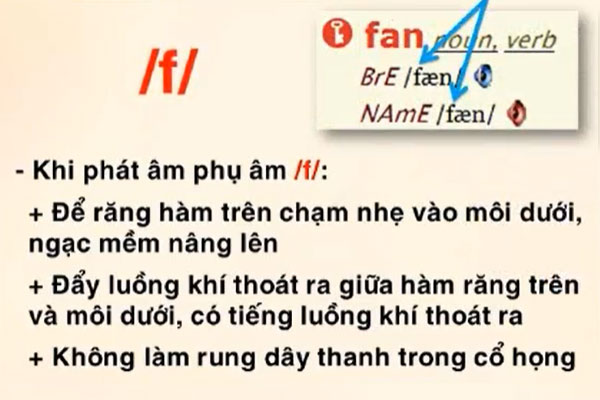 /f/
fan noun, verb
BrE /fæn/
NAmE /fæn/
- Khi phát âm phụ âm /f/:
+ Để răng hàm trên chạm nhẹ vào môi dưới,
ngạc mềm nâng lên
+ Đẩy luồng khí thoát ra giữa hàm răng trên
và môi dưới, có tiếng luồng khí thoát ra
+ Không làm rung dây thanh trong cổ họng